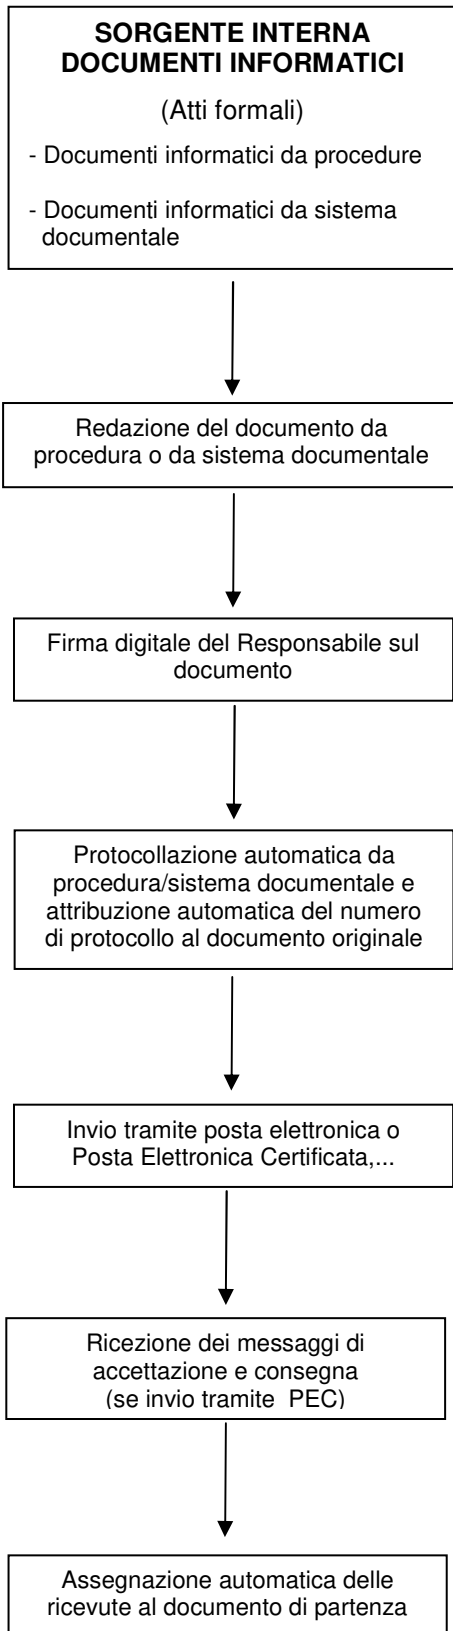 SORGENTE INTERNA
DOCUMENTI INFORMATICI
(Atti formali)
- Documenti informatici da procedure
- Documenti informatici da sistema
documentale
Redazione del documento da
procedura o da sistema documentale
Firma digitale del Responsabile sul
documento
Protocollazione automatica da
procedura/sistema documentale e
attribuzione automatica del numero
di protocollo al documento originale
Invio tramite posta elettronica o
Posta Elettronica Certificata,...
Ricezione dei messaggi di
accettazione e consegna
(se invio tramite PEC)
Assegnazione automatica delle
ricevute al documento di partenza